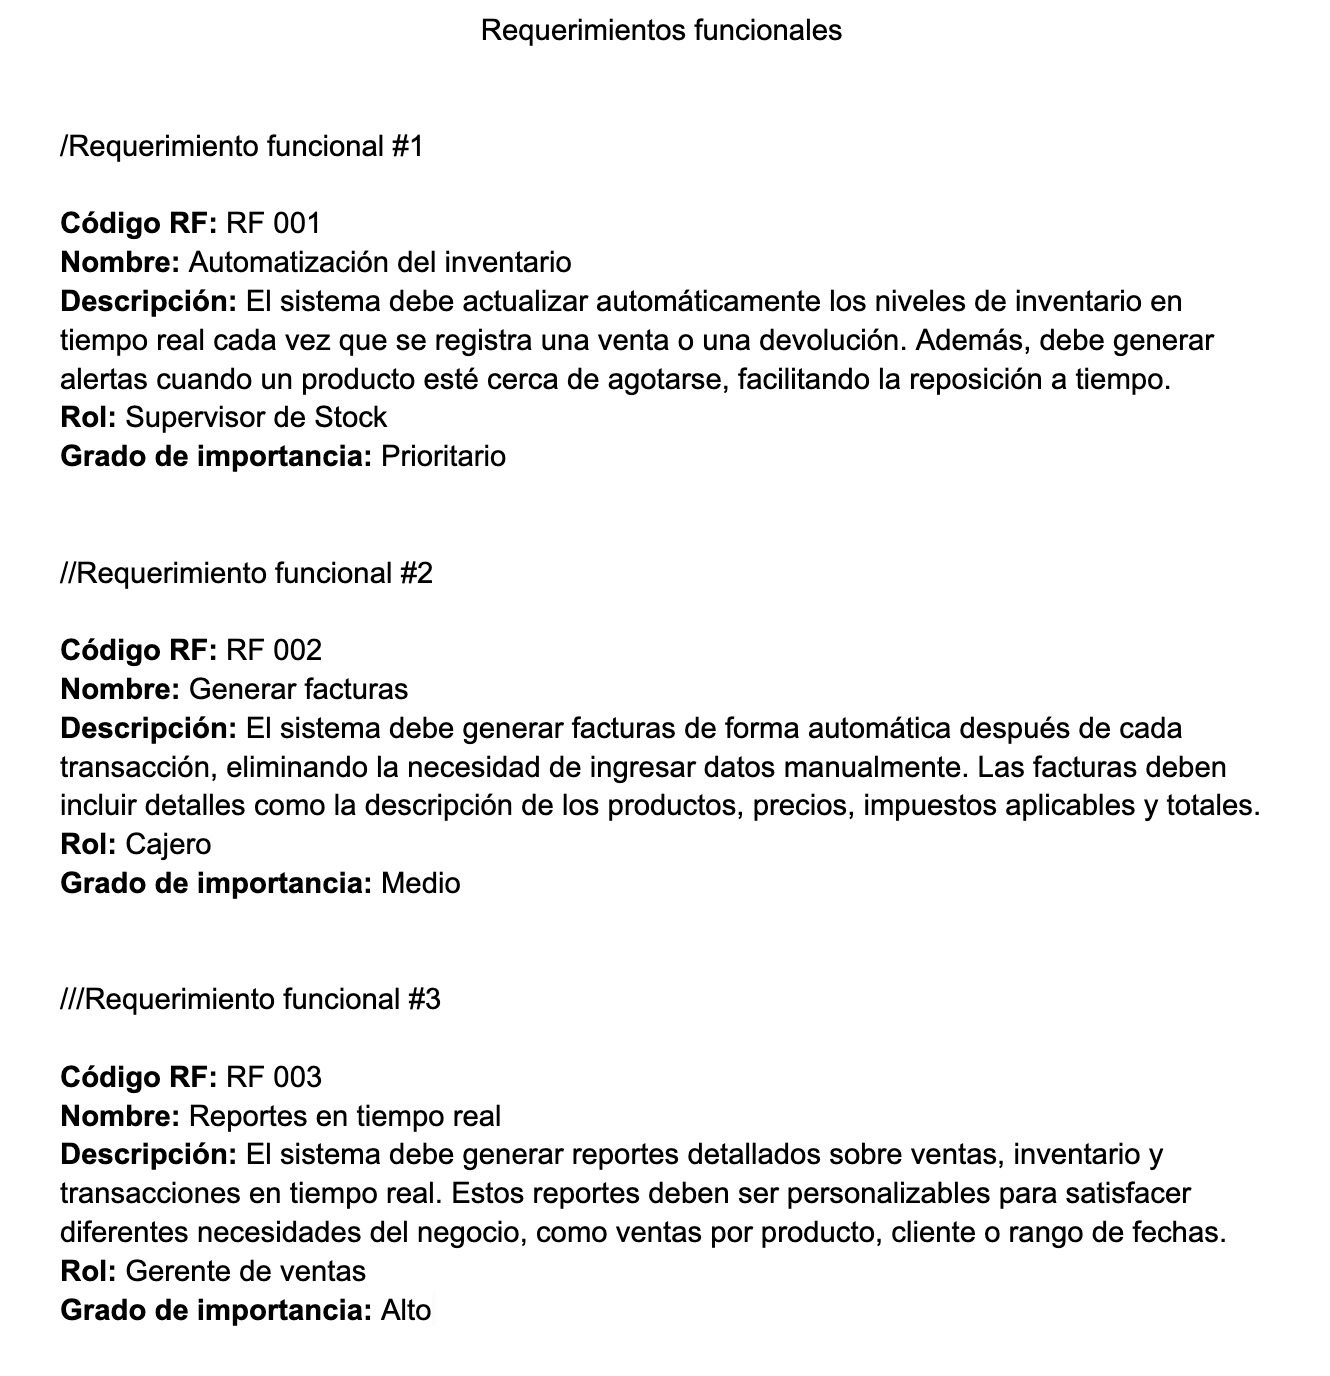 Requerimientos funcionales
/Requerimiento funcional #1
Código RF: RF 001
Nombre: Automatización del inventario
Descripción: El sistema debe actualizar automáticamente los niveles de inventario en
tiempo real cada vez que se registra una venta o una devolución. Además, debe generar
alertas cuando un producto esté cerca de agotarse, facilitando la reposición a tiempo.
Rol: Supervisor de Stock
Grado de importancia: Prioritario
//Requerimiento funcional #2
Código RF: RF 002
Nombre: Generar facturas
Descripción: El sistema debe generar facturas de forma automática después de cada
transacción, eliminando la necesidad de ingresar datos manualmente. Las facturas deben
incluir detalles como la descripción de los productos, precios, impuestos aplicables y totales.
Rol: Cajero
Grado de importancia: Medio
///Requerimiento funcional #3
Código RF: RF 003
Nombre: Reportes en tiempo real
Descripción: El sistema debe generar reportes detallados sobre ventas, inventario y
transacciones en tiempo real. Estos reportes deben ser personalizables para satisfacer
diferentes necesidades del negocio, como ventas por producto, cliente o rango de fechas.
Rol: Gerente de ventas
Grado de importancia: Alto